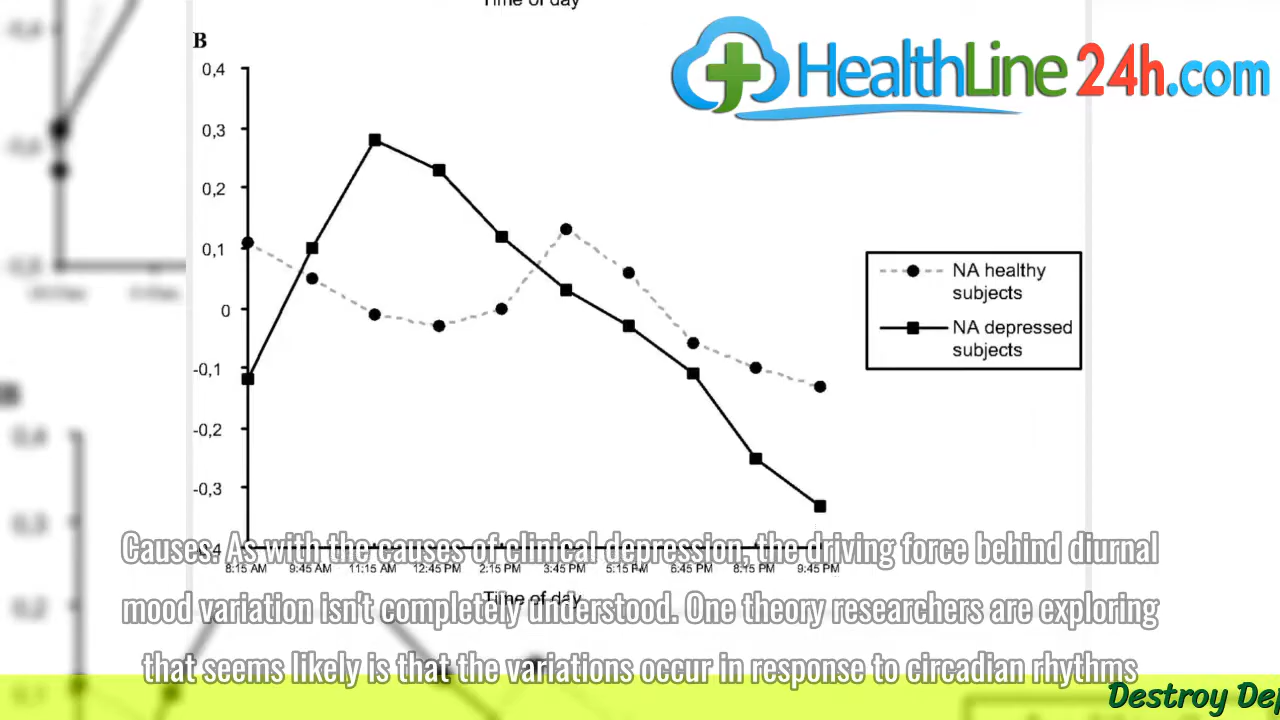 Time of day
B
HealthLine24h.com
0,4
0,3
0,2
0,1
0
-0,1
-0,2
-0,3
NA healthy
subjects
NA depressed
subjects
8:15 AM 9:45 AM 11:15 AM 12:45 PM 2:15 PM 3:45 PM 5:15 PM 6:45 PM 8:15 PM 9:45 PM
Time of day
Causes. As with the causes of clinical depression, the driving force behind diurnal
mood variation isn't completely understood. One theory researchers are exploring
that seems likely is that the variations occur in response to circadian rhythms
Destroy